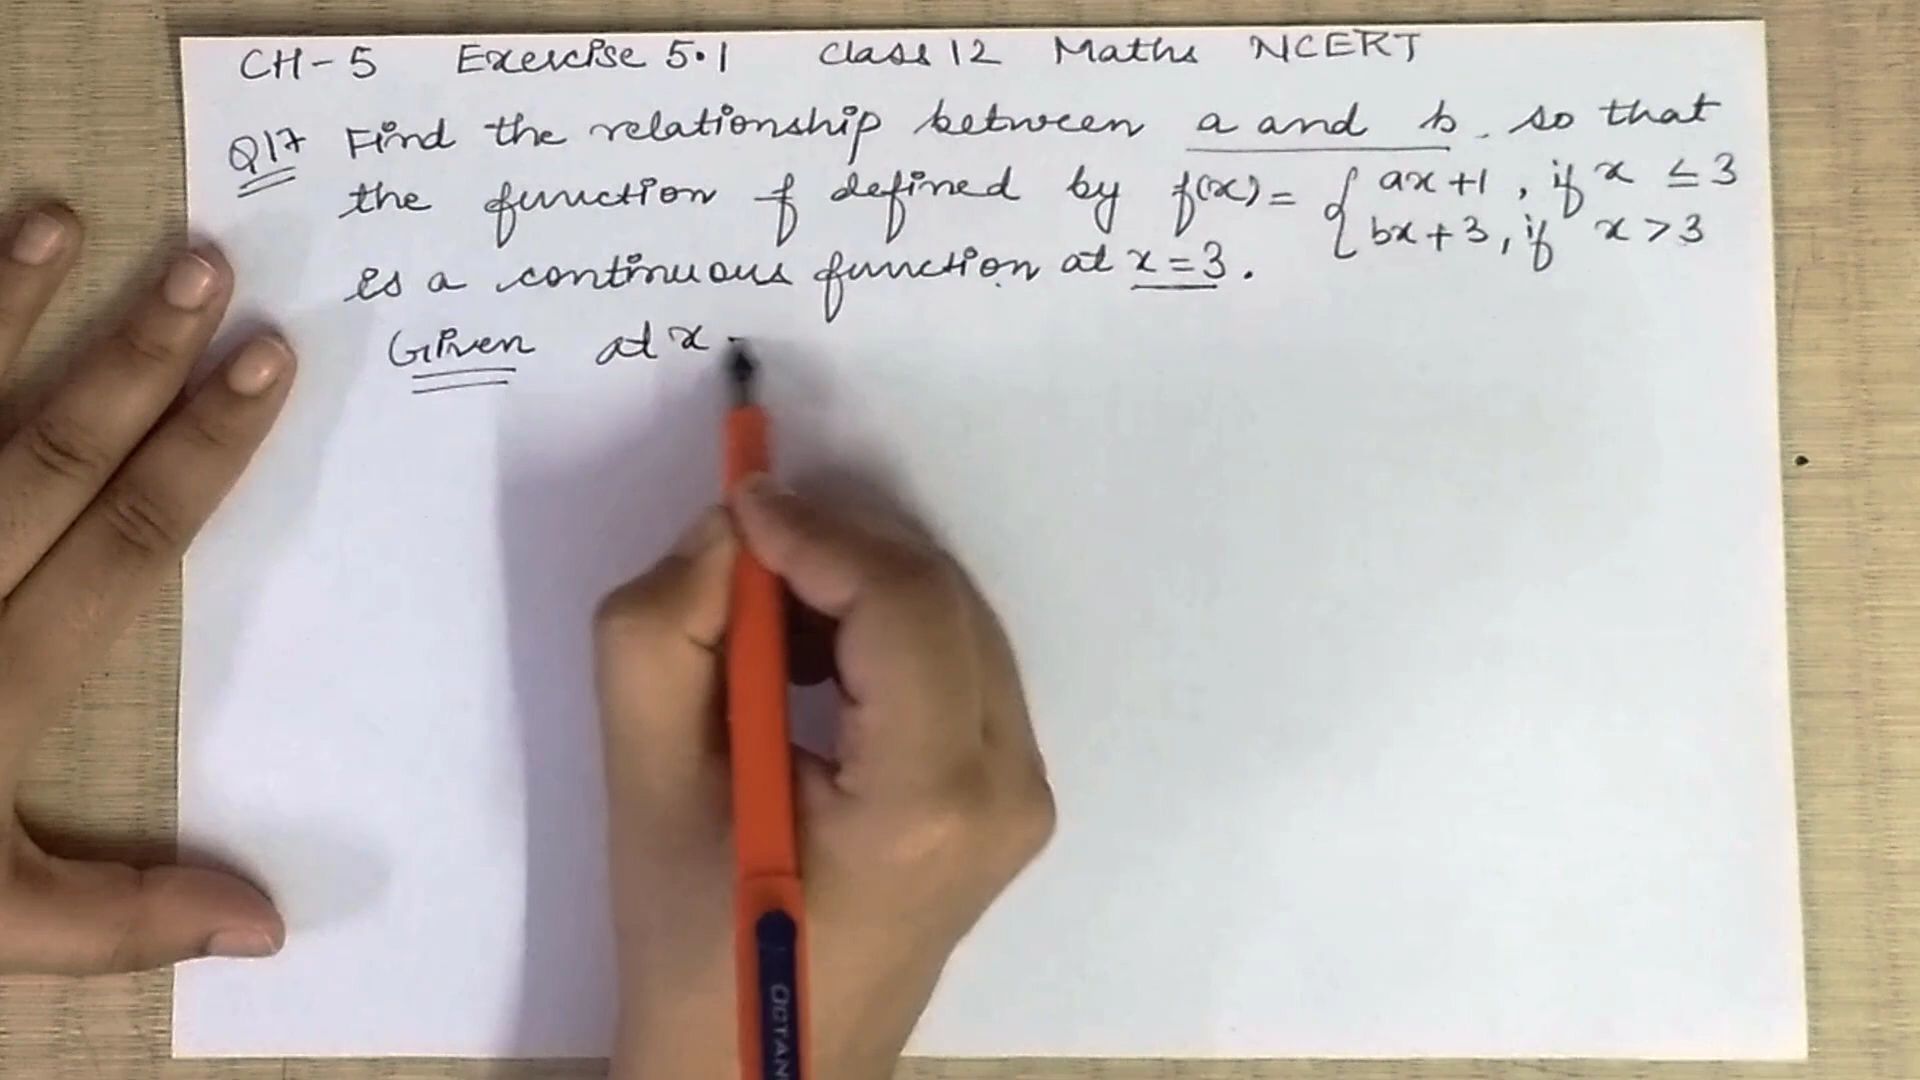 CH-5 Exercise 5.1 Class 12 Maths NCERT
Q17 Find the relationship between a and b so that
the function f defined by f(x) = { ax+1, if x ≤ 3
bx+3, if x > 3
is a continuous function at x = 3.
Given at x -
OCTAN